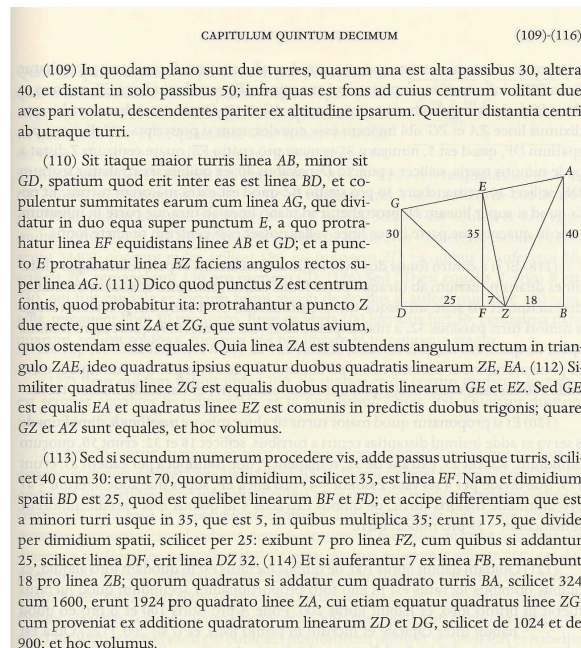 CAPITULUM QUINTUM DECIMUM (109)-(116)
(109) In quodam plano sunt due turres, quarum una est alta passibus 30, altera
40, et distant in solo passibus 50; infra quas est fons ad cuius centrum volitant due
aves pari volatu, descendentes pariter ex altitudine ipsarum. Queritur distantia centri
ab utraque turri.
(110) Sit itaque maior turris linea AB, minor sit
GD, spatium quod est inter eas est linea BD, et co-
pulentur summitates earum cum linea AG, que divi-
datur in duo equa super punctum E, a quo protra-
hatur linea EF equidistans linee AB et GD; et a punc-
to E protrahatur linea EZ faciens angulos rectos su-
per linea AG. (111) Dico quod punctus Z est centrum
fontis, quod probabitur ita: protrahantur a puncto Z
due recte, que sint ZA et ZG, que sunt volatus avium,
quos ostendam esse equales. Quia linea ZA est subtendens angulum rectum in trian-
gulo ZAE, ideo quadratus ipsius equatur duobus quadratis linearum ZE, EA. (112) Si-
militer quadratus linee ZG est equalis duobus quadratis linearum GE et EZ. Sed GE
est equalis EA et quadratus linee EZ est comunis in predictis duobus trigonis; quare
GZ et AZ sunt equales, et hoc volumus.
A
E
G
30
35
40
25
7
18
D
F
Z
B
(113) Sed si secundum numerum procedere vis, adde passus utriusque turris, scili-
cet 40 cum 30: erunt 70, quorum dimidium, scilicet 35, est linea EF. Nam et dimidium
spatii BD est 25, quod est quelibet linearum BF et FD; et accipe differentiam que est
a minori turri usque in 35, que est 5, in quibus multiplica 35; erunt 175, que divide
per dimidium spatii, scilicet per 25: exibunt 7 pro linea FZ, cum quibus si addantur
25, scilicet linea DF, erit linea DZ 32. (114) Et si auferantur 7 ex linea FB, remanebunt
18 pro linea ZB; quorum quadratus si addatur cum quadrato turris BA, scilicet 324
cum 1600, erunt 1924 pro quadrato linee ZA, cui etiam equatur quadratus linee ZG
cum proveniat ex additione quadratorum linearum ZD et DG, scilicet de 1024 et de
900; et hoc volumus.